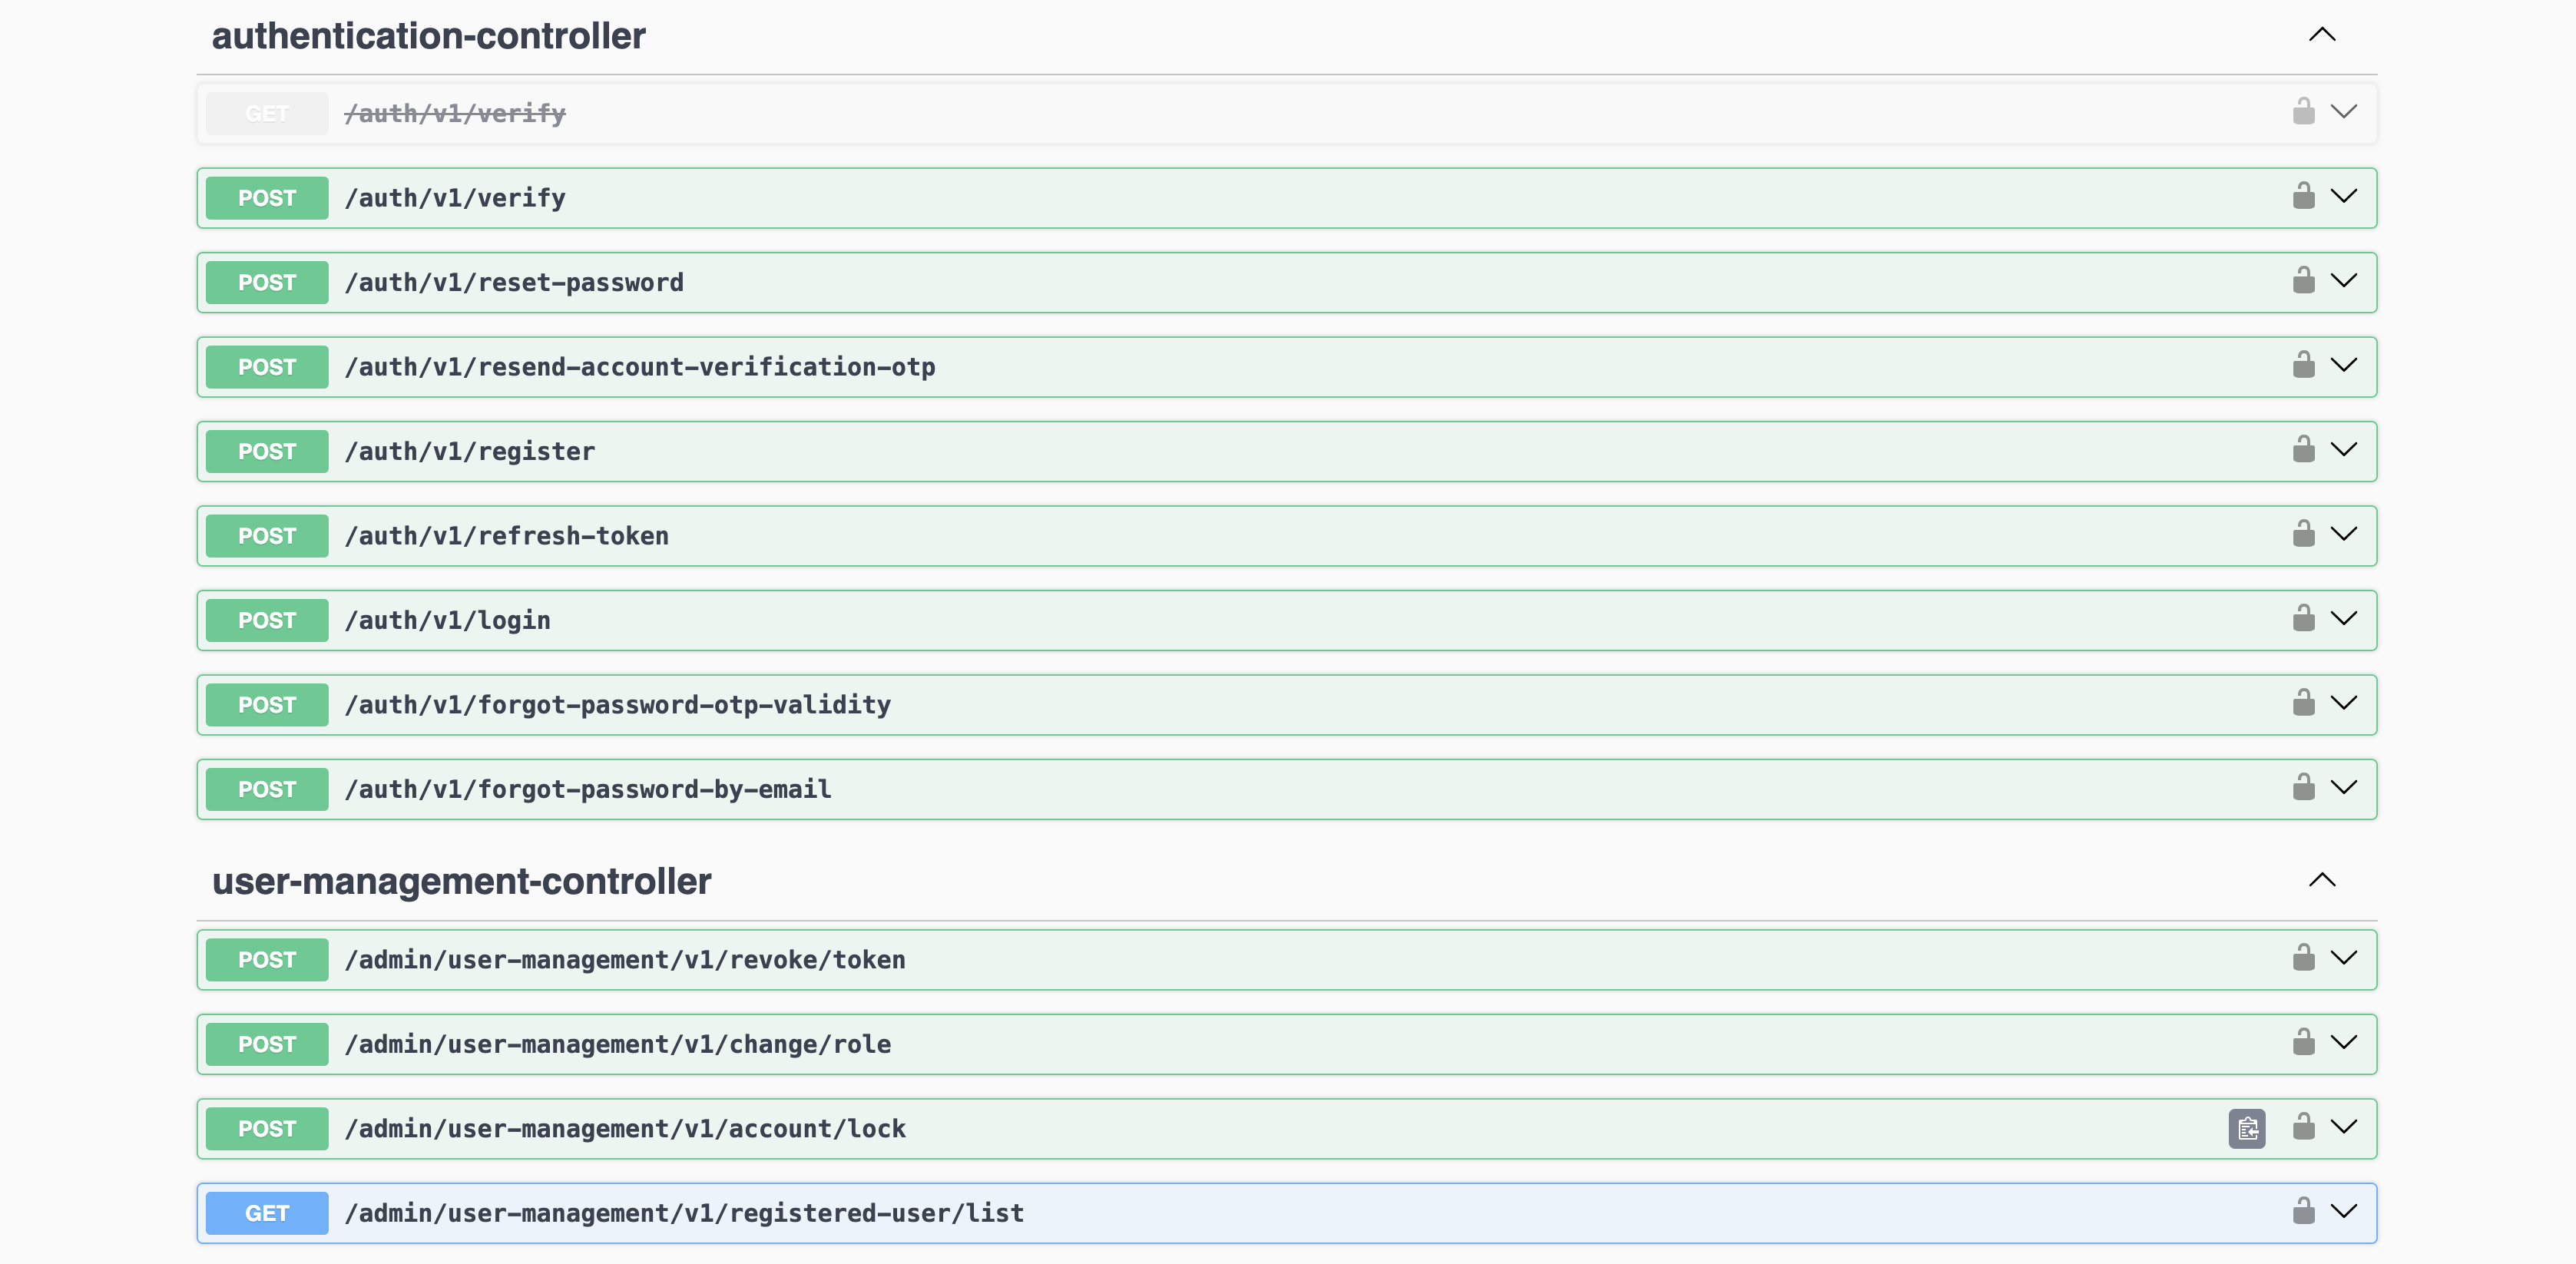 authentication-controller
GET /auth/v1/verify
POST /auth/v1/verify
POST /auth/v1/reset-password
POST /auth/v1/resend-account-verification-otp
POST /auth/v1/register
POST /auth/v1/refresh-token
POST /auth/v1/login
POST /auth/v1/forgot-password-otp-validity
POST /auth/v1/forgot-password-by-email
user-management-controller
POST /admin/user-management/v1/revoke/token
POST /admin/user-management/v1/change/role
POST /admin/user-management/v1/account/lock
GET /admin/user-management/v1/registered-user/list